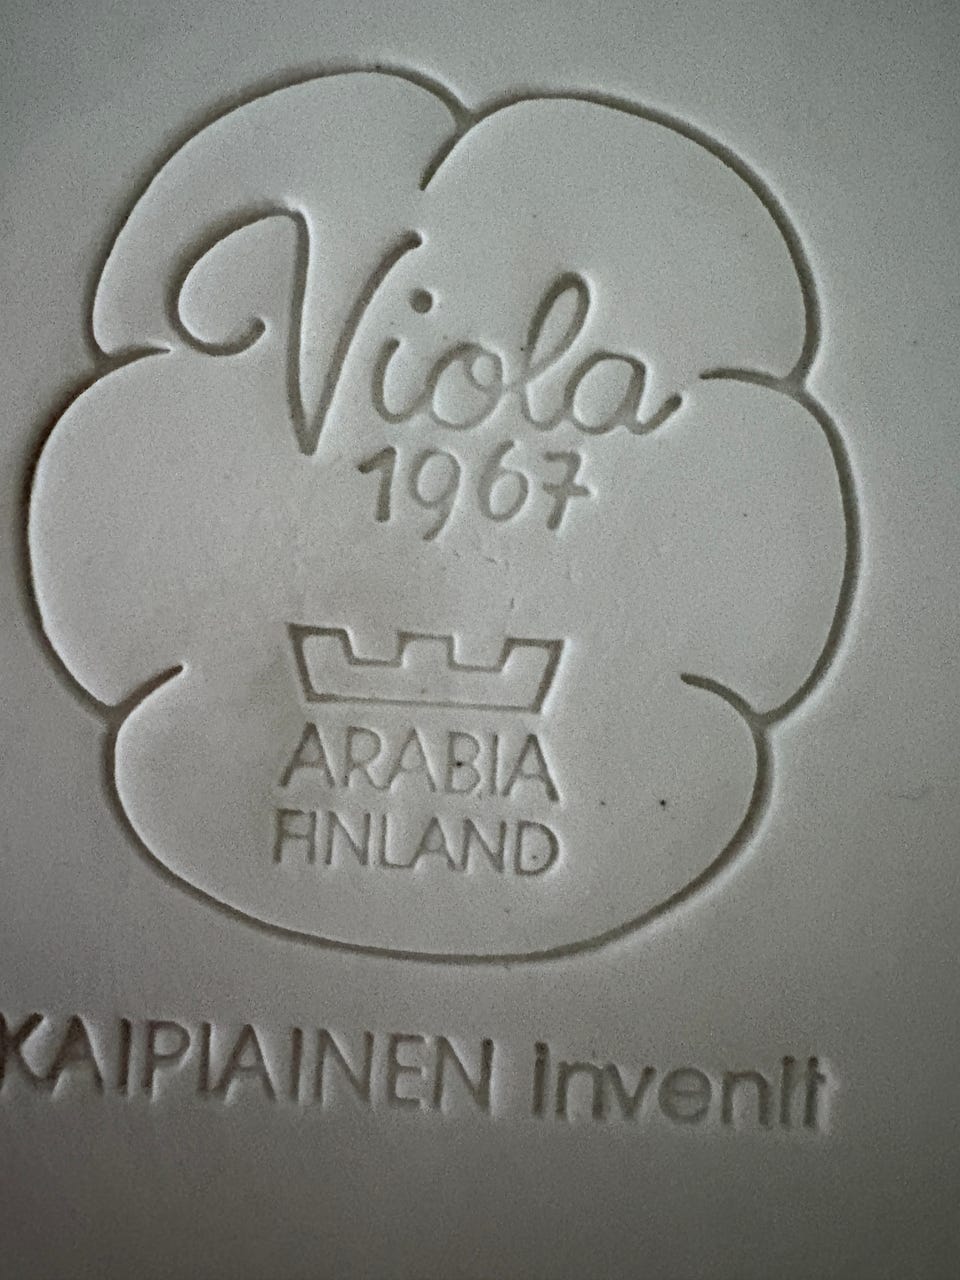 Viola
1967
ARABIA
FINLAND
KAIPIAINEN invenit